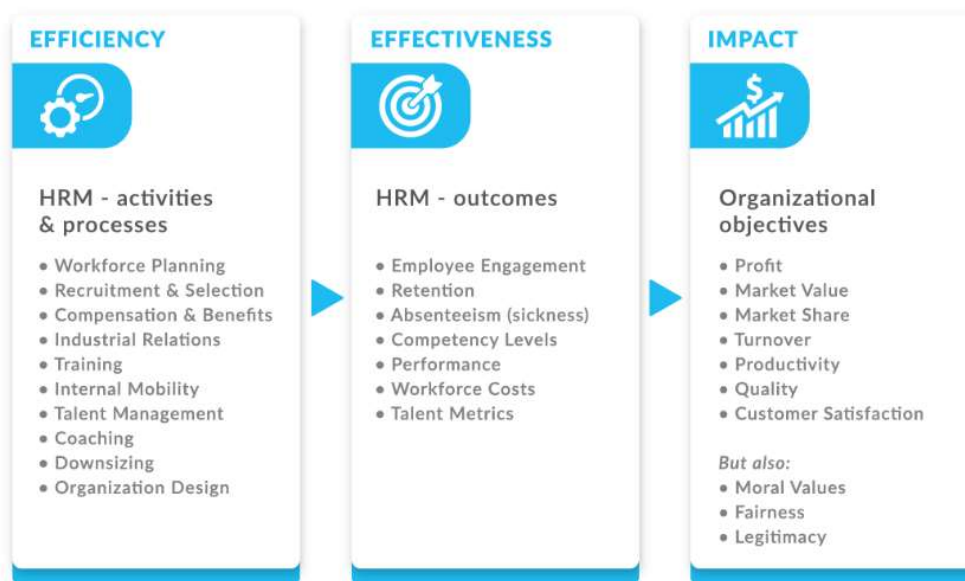 EFFICIENCY
HRM - activities
& processes
• Workforce Planning
• Recruitment & Selection
• Compensation & Benefits
• Industrial Relations
• Training
• Internal Mobility
• Talent Management
• Coaching
• Downsizing
• Organization Design
EFFECTIVENESS
HRM - outcomes
• Employee Engagement
• Retention
• Absenteeism (sickness)
• Competency Levels
• Performance
• Workforce Costs
• Talent Metrics
IMPACT
$
Organizational
objectives
• Profit
• Market Value
• Market Share
• Turnover
• Productivity
• Quality
• Customer Satisfaction
But also:
• Moral Values
• Fairness
• Legitimacy